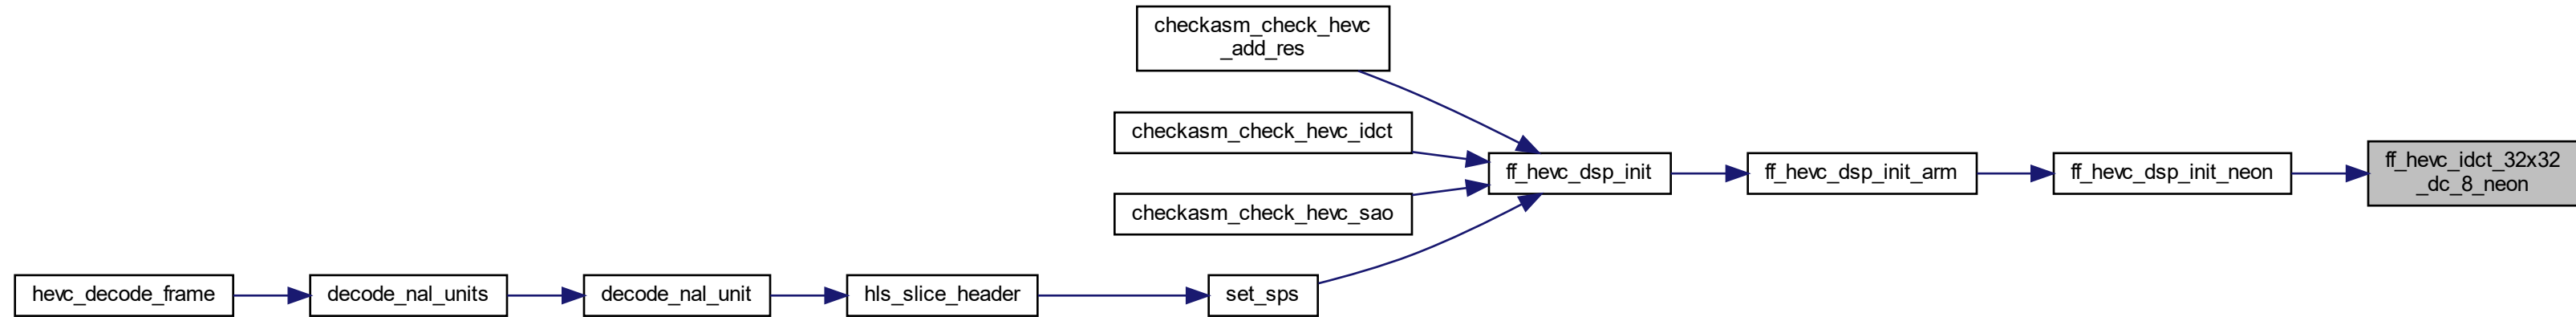 checkasm_check_hevc
_add_res
checkasm_check_hevc_idct
ff_hevc_idct_32x32
_dc_8_neon
ff_hevc_dsp_init
ff_hevc_dsp_init_arm
ff_hevc_dsp_init_neon
checkasm_check_hevc_sao
hevc_decode_frame
decode_nal_units
decode_nal_unit
hls_slice_header
set_sps